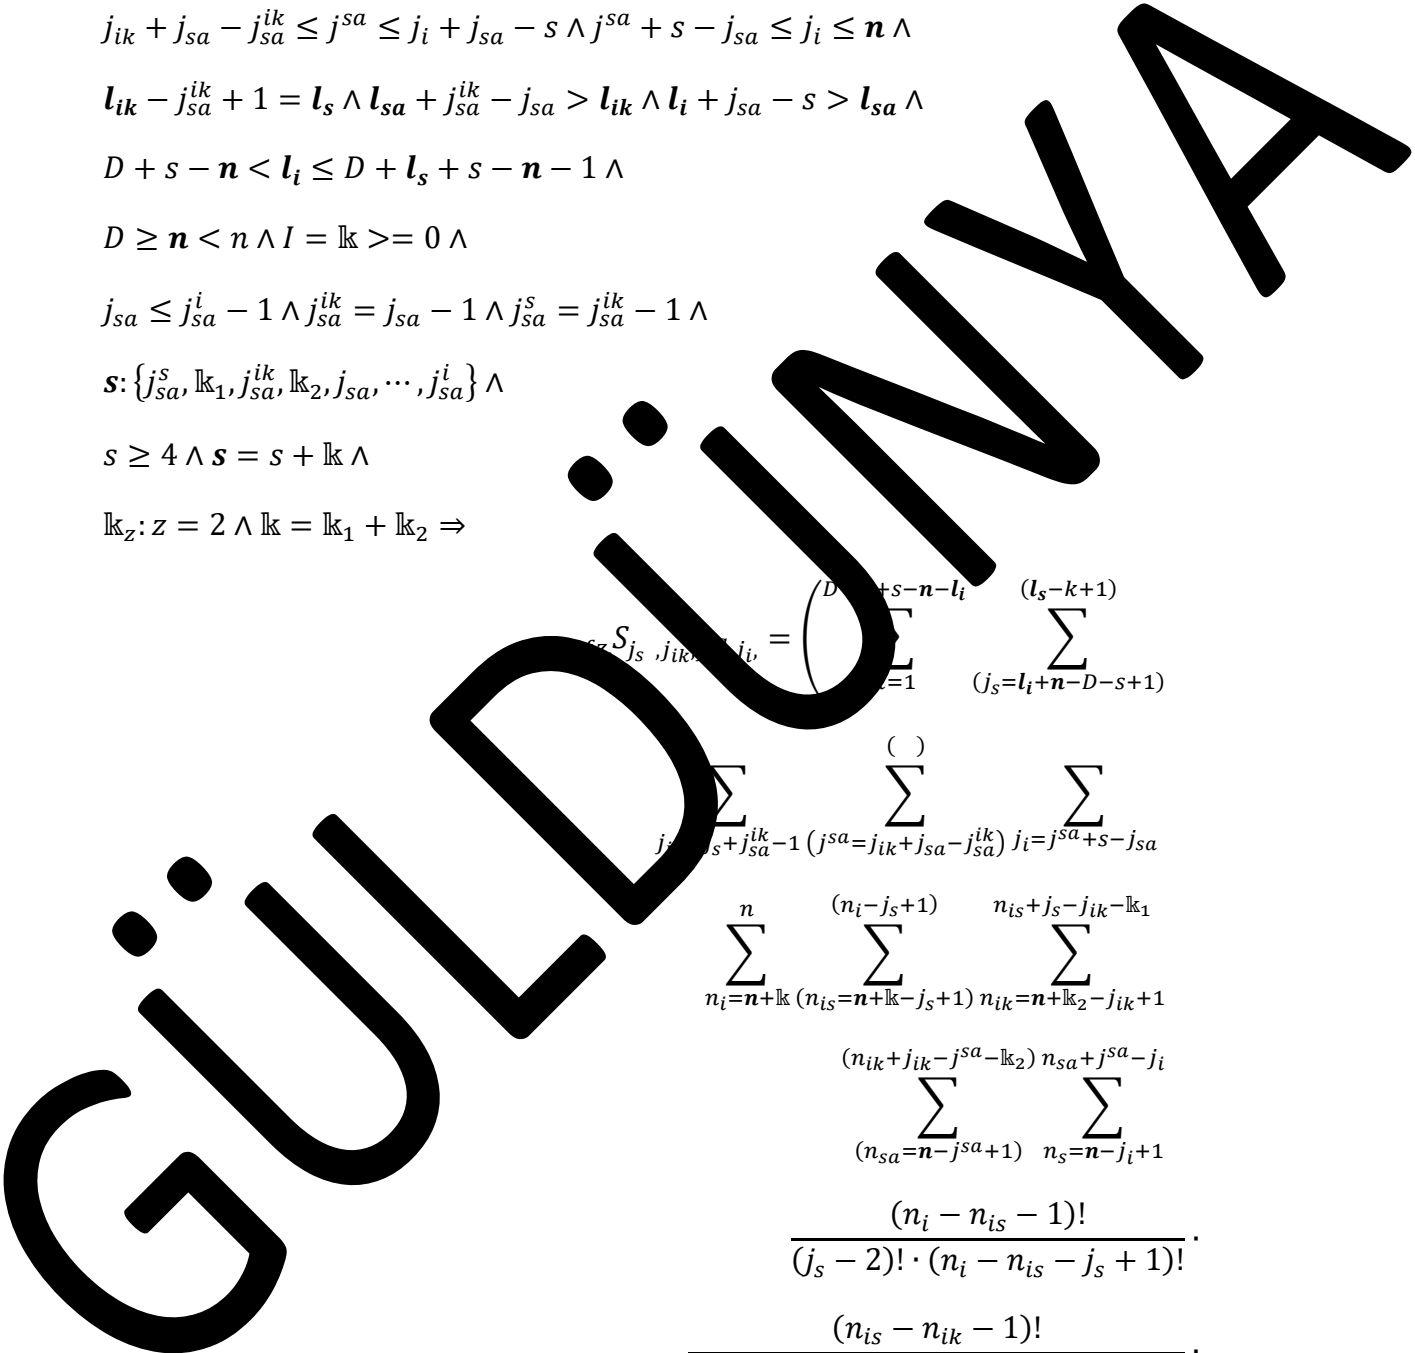 j_{ik} + j_{sa} − j_{sa}^{ik} ≤ j^{sa} ≤ j_i + j_{sa} − s ∧ j^{sa} + s − j_{sa} ≤ j_i ≤ n ∧
l_{ik} − j_{sa}^{ik} + 1 = l_s ∧ l_{sa} + j_{sa}^{ik} − j_{sa} > l_{ik} ∧ l_i + j_{sa} − s > l_{sa} ∧
D + s − n < l_i ≤ D + l_s + s − n − 1 ∧
D ≥ n < n ∧ I = 𝕜 >= 0 ∧
j_{sa} ≤ j_{sa}^i − 1 ∧ j_{sa}^{ik} = j_{sa} − 1 ∧ j_{sa}^s = j_{sa}^{ik} − 1 ∧
s: {j_{sa}^s, 𝕜_1, j_{sa}^{ik}, 𝕜_2, j_{sa}, ⋯, j_{sa}^i} ∧
s ≥ 4 ∧ s = s + 𝕜 ∧
𝕜_z: z = 2 ∧ 𝕜 = 𝕜_1 + 𝕜_2 ⇒
S_{j_s, j_{ik}, j_i,} = ( ∑^{+s−n−l_i}_{=1} ∑_{(j_s=l_i+n−D−s+1)}^{(l_s−k+1)}
∑_{s+j_{sa}^{ik}−1} ∑_{(j^{sa}=j_{ik}+j_{sa}−j_{sa}^{ik})}^{( )} ∑_{j_i=j^{sa}+s−j_{sa}}
∑_{n_i=n+𝕜}^{n} ∑_{(n_{is}=n+𝕜−j_s+1)}^{(n_i−j_s+1)} ∑_{n_{ik}=n+𝕜_2−j_{ik}+1}^{n_{is}+j_s−j_{ik}−𝕜_1}
∑_{(n_{sa}=n−j^{sa}+1)}^{(n_{ik}+j_{ik}−j^{sa}−𝕜_2)} ∑_{n_s=n−j_i+1}^{n_{sa}+j^{sa}−j_i}
(n_i − n_{is} − 1)!
(j_s − 2)! · (n_i − n_{is} − j_s + 1)! ·
(n_{is} − n_{ik} − 1)! ·
GÜLDÜNYA